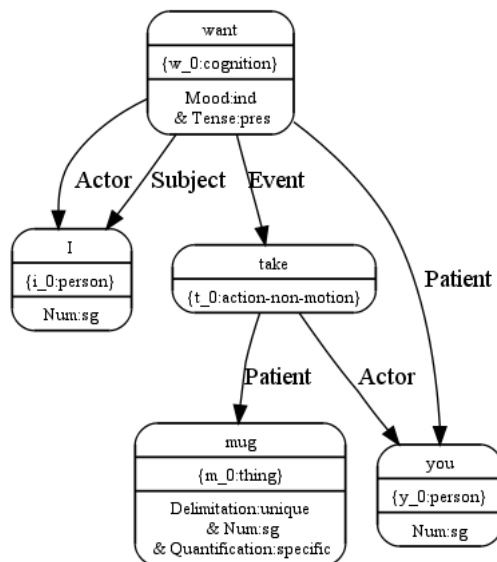 want
{w_0:cognition}
Mood:ind
& Tense:pres
Actor Subject Event
I
{i_0:person}
Num:sg
take
{t_0:action-non-motion}
Patient
Patient Actor
mug
{m_0:thing}
Delimitation:unique
& Num:sg
& Quantification:specific
you
{y_0:person}
Num:sg